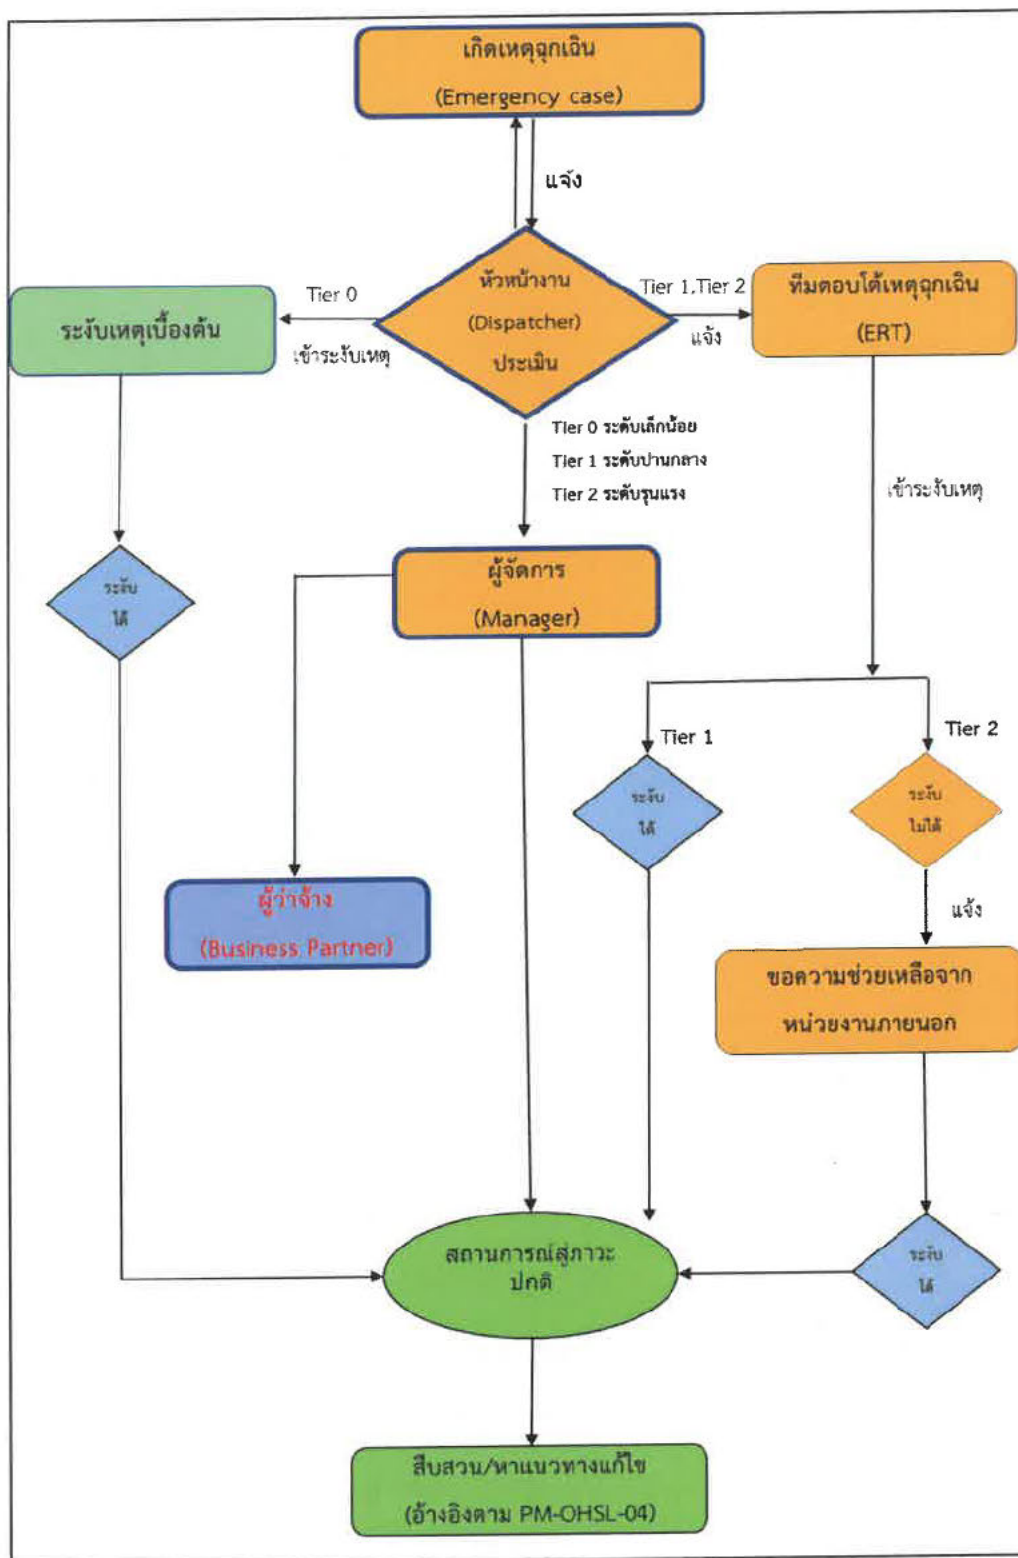 เกิดเหตุฉุกเฉิน
(Emergency case)
แจ้ง
หัวหน้างาน
(Dispatcher)
ประเมิน
Tier 0
เข้าระงับเหตุ
ระงับเหตุเบื้องต้น
Tier 1,Tier 2
แจ้ง
ทีมตอบโต้เหตุฉุกเฉิน
(ERT)
Tier 0 ระดับเล็กน้อย
Tier 1 ระดับปานกลาง
Tier 2 ระดับรุนแรง
เข้าระงับเหตุ
ระงับ
ได้
ผู้จัดการ
(Manager)
Tier 1
Tier 2
ระงับ
ได้
ระงับ
ไม่ได้
ผู้ว่าจ้าง
(Business Partner)
แจ้ง
ขอความช่วยเหลือจาก
หน่วยงานภายนอก
สถานการณ์สู่ภาวะ
ปกติ
ระงับ
ได้
สืบสวน/หาแนวทางแก้ไข
(อ้างอิงตาม PM-OHSL-04)